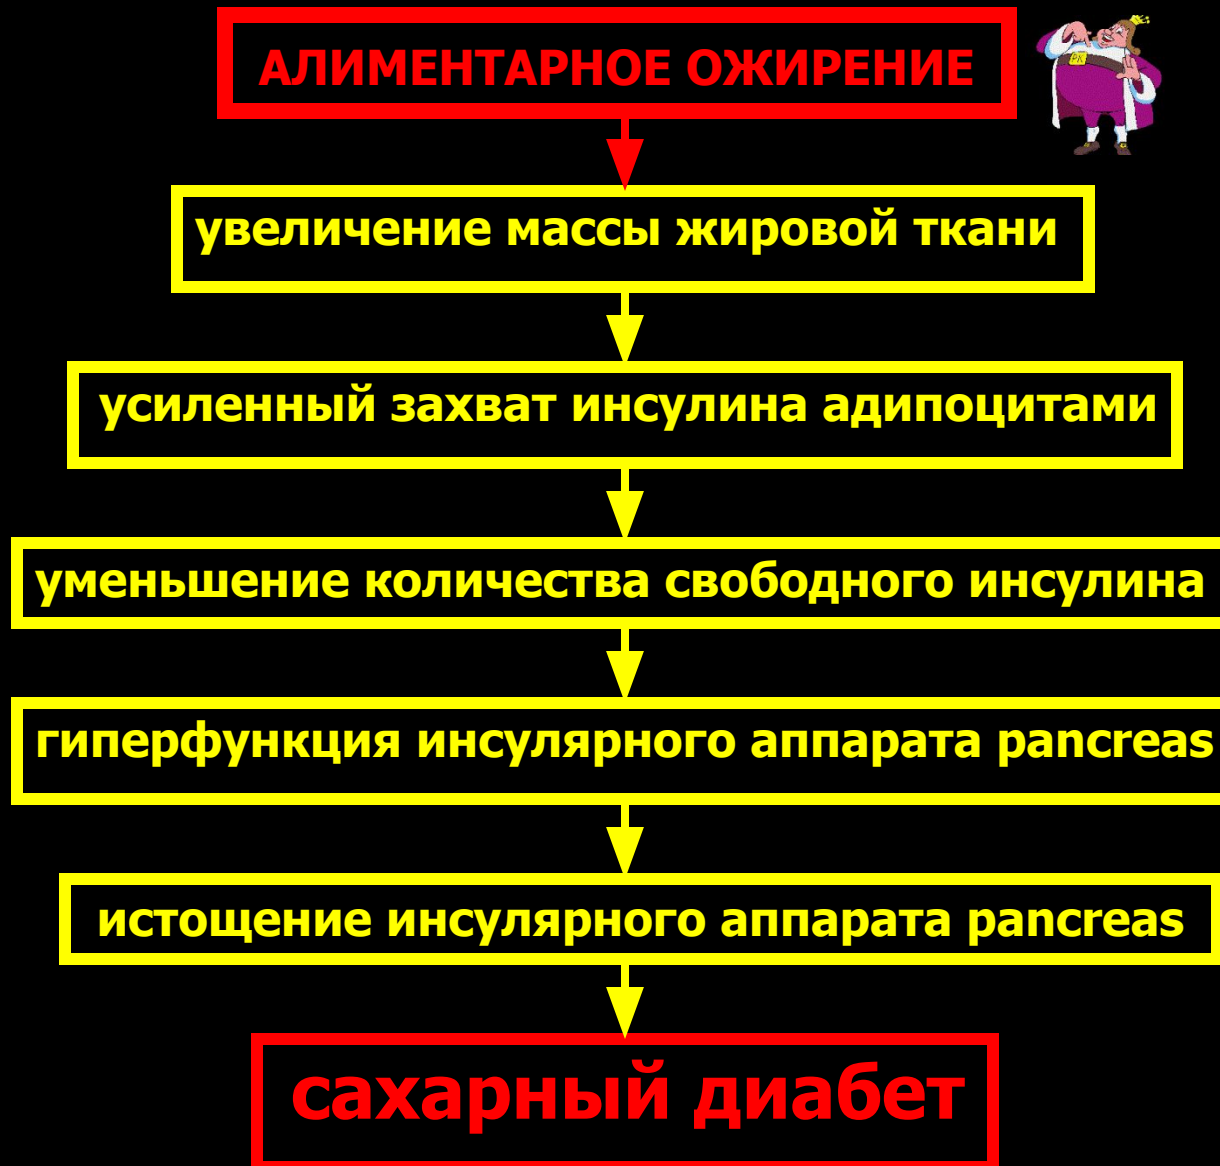 АЛИМЕНТАРНОЕ ОЖИРЕНИЕ
PK
увеличение массы жировой ткани
усиленный захват инсулина адипоцитами
уменьшение количества свободного инсулина
гиперфункция инсулярного аппарата pancreas
истощение инсулярного аппарата pancreas
сахарный диабет